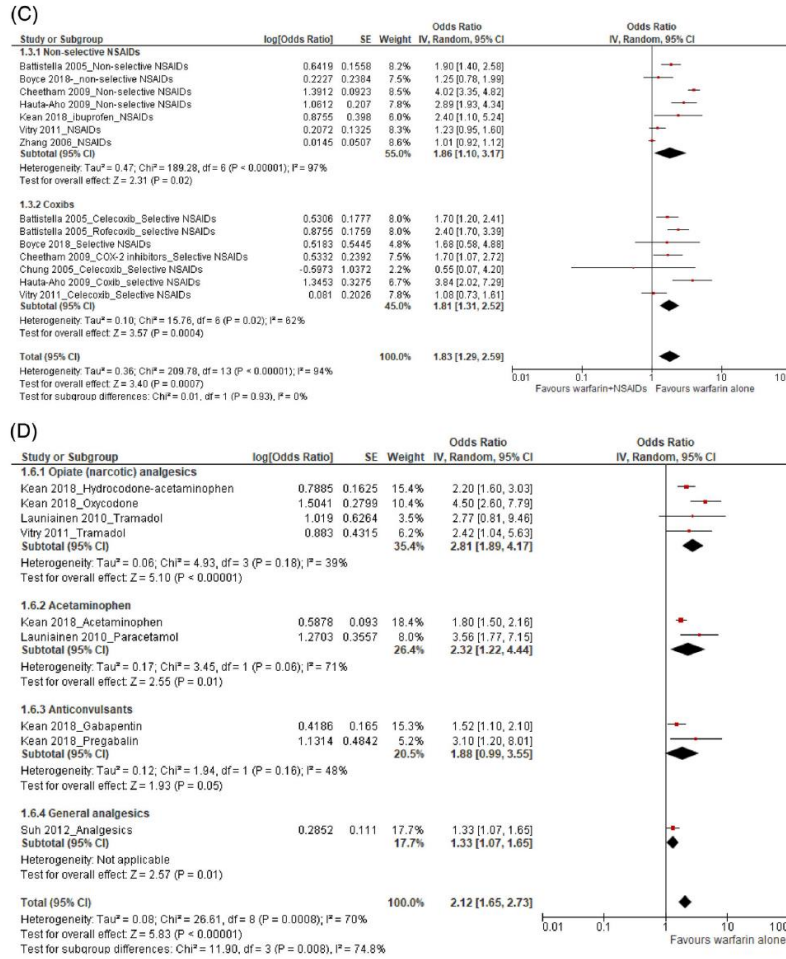 (C)
Odds Ratio Odds Ratio
Study or Subgroup log[Odds Ratio] SE Weight IV, Random, 95% CI IV, Random, 95% CI
1.3.1 Non-selective NSAIDs
Battistella 2005_Non-selective NSAIDs 0.6419 0.1558 8.2% 1.90 [1.40, 2.58]
Boyce 2018-_non-selective NSAIDs 0.2227 0.2384 7.5% 1.25 [0.78, 1.99]
Cheetham 2009_Non-selective NSAIDs 1.3912 0.0923 8.5% 4.02 [3.35, 4.82]
Hauta-Aho 2009_Non-selective NSAIDs 1.0612 0.207 7.8% 2.89 [1.93, 4.34]
Kean 2018_ibuprofen_NSAIDs 0.8755 0.398 6.0% 2.40 [1.10, 5.24]
Vitry 2011_NSAIDs 0.2072 0.1325 8.3% 1.23 [0.95, 1.60]
Zhang 2006_NSAIDs 0.0145 0.0507 8.6% 1.01 [0.92, 1.12]
Subtotal (95% CI) 55.0% 1.86 [1.10, 3.17]
Heterogeneity: Tau² = 0.47; Chi² = 189.28, df = 6 (P < 0.00001); I² = 97%
Test for overall effect: Z = 2.31 (P = 0.02)
1.3.2 Coxibs
Battistella 2005_Celecoxib_Selective NSAIDs 0.5306 0.1777 8.0% 1.70 [1.20, 2.41]
Battistella 2005_Rofecoxib_Selective NSAIDs 0.8755 0.1759 8.0% 2.40 [1.70, 3.39]
Boyce 2018_Selective NSAIDs 0.5183 0.5445 4.8% 1.68 [0.58, 4.88]
Cheetham 2009_COX-2 inhibitors_Selective NSAIDs 0.5332 0.2392 7.5% 1.70 [1.07, 2.72]
Chung 2005_Celecoxib_Selective NSAIDs -0.5973 1.0372 2.2% 0.55 [0.07, 4.20]
Hauta-Aho 2009_Coxib_selective NSAIDs 1.3453 0.3275 6.7% 3.84 [2.02, 7.29]
Vitry 2011_Celecoxib_Selective NSAIDs 0.081 0.2026 7.8% 1.08 [0.73, 1.61]
Subtotal (95% CI) 45.0% 1.81 [1.31, 2.52]
Heterogeneity: Tau² = 0.10; Chi² = 15.76, df = 6 (P = 0.02); I² = 62%
Test for overall effect: Z = 3.57 (P = 0.0004)
Total (95% CI) 100.0% 1.83 [1.29, 2.59]
Heterogeneity: Tau² = 0.36; Chi² = 209.78, df = 13 (P < 0.00001); I² = 94%
Test for overall effect: Z = 3.40 (P = 0.0007)
Test for subgroup differences: Chi² = 0.01, df = 1 (P = 0.93), I² = 0%
0.01 0.1 1 10 100
Favours warfarin+NSAIDs Favours warfarin alone
(D)
Odds Ratio Odds Ratio
Study or Subgroup log[Odds Ratio] SE Weight IV, Random, 95% CI IV, Random, 95% CI
1.6.1 Opiate (narcotic) analgesics
Kean 2018_Hydrocodone-acetaminophen 0.7885 0.1625 15.4% 2.20 [1.60, 3.03]
Kean 2018_Oxycodone 1.5041 0.2799 10.4% 4.50 [2.60, 7.79]
Launiainen 2010_Tramadol 1.019 0.6264 3.5% 2.77 [0.81, 9.46]
Vitry 2011_Tramadol 0.883 0.4315 6.2% 2.42 [1.04, 5.63]
Subtotal (95% CI) 35.4% 2.81 [1.89, 4.17]
Heterogeneity: Tau² = 0.06; Chi² = 4.93, df = 3 (P = 0.18); I² = 39%
Test for overall effect: Z = 5.10 (P < 0.00001)
1.6.2 Acetaminophen
Kean 2018_Acetaminophen 0.5878 0.093 18.4% 1.80 [1.50, 2.16]
Launiainen 2010_Paracetamol 1.2703 0.3557 8.0% 3.56 [1.77, 7.15]
Subtotal (95% CI) 26.4% 2.32 [1.22, 4.44]
Heterogeneity: Tau² = 0.17; Chi² = 3.45, df = 1 (P = 0.06); I² = 71%
Test for overall effect: Z = 2.55 (P = 0.01)
1.6.3 Anticonvulsants
Kean 2018_Gabapentin 0.4186 0.165 15.3% 1.52 [1.10, 2.10]
Kean 2018_Pregabalin 1.1314 0.4842 5.2% 3.10 [1.20, 8.01]
Subtotal (95% CI) 20.5% 1.88 [0.99, 3.55]
Heterogeneity: Tau² = 0.12; Chi² = 1.94, df = 1 (P = 0.16); I² = 48%
Test for overall effect: Z = 1.93 (P = 0.05)
1.6.4 General analgesics
Suh 2012_Analgesics 0.2852 0.111 17.7% 1.33 [1.07, 1.65]
Subtotal (95% CI) 17.7% 1.33 [1.07, 1.65]
Heterogeneity: Not applicable
Test for overall effect: Z = 2.57 (P = 0.01)
Total (95% CI) 100.0% 2.12 [1.65, 2.73]
Heterogeneity: Tau² = 0.08; Chi² = 26.61, df = 8 (P = 0.0008); I² = 70%
Test for overall effect: Z = 5.83 (P < 0.00001)
Test for subgroup differences: Chi² = 11.90, df = 3 (P = 0.008), I² = 74.8%
0.01 0.1 1 10 100
Favours warfarin alone